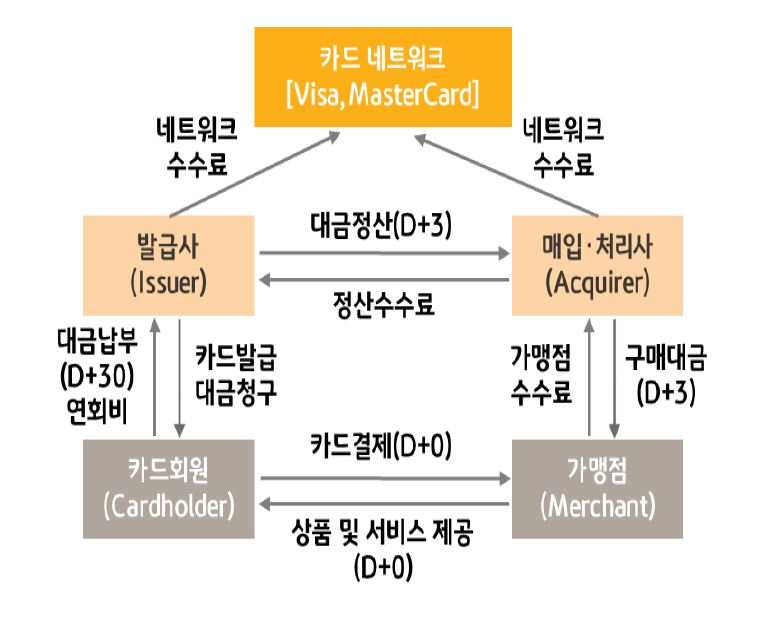 카드 네트워크
[Visa, MasterCard]
네트워크
수수료
네트워크
수수료
발급사
(Issuer)
대금정산(D+3)
정산수수료
매입·처리사
(Acquirer)
대금납부
(D+30)
연회비
카드발급
대금청구
가맹점
수수료
구매대금
(D+3)
카드회원
(Cardholder)
카드결제(D+0)
상품 및 서비스 제공
(D+0)
가맹점
(Merchant)